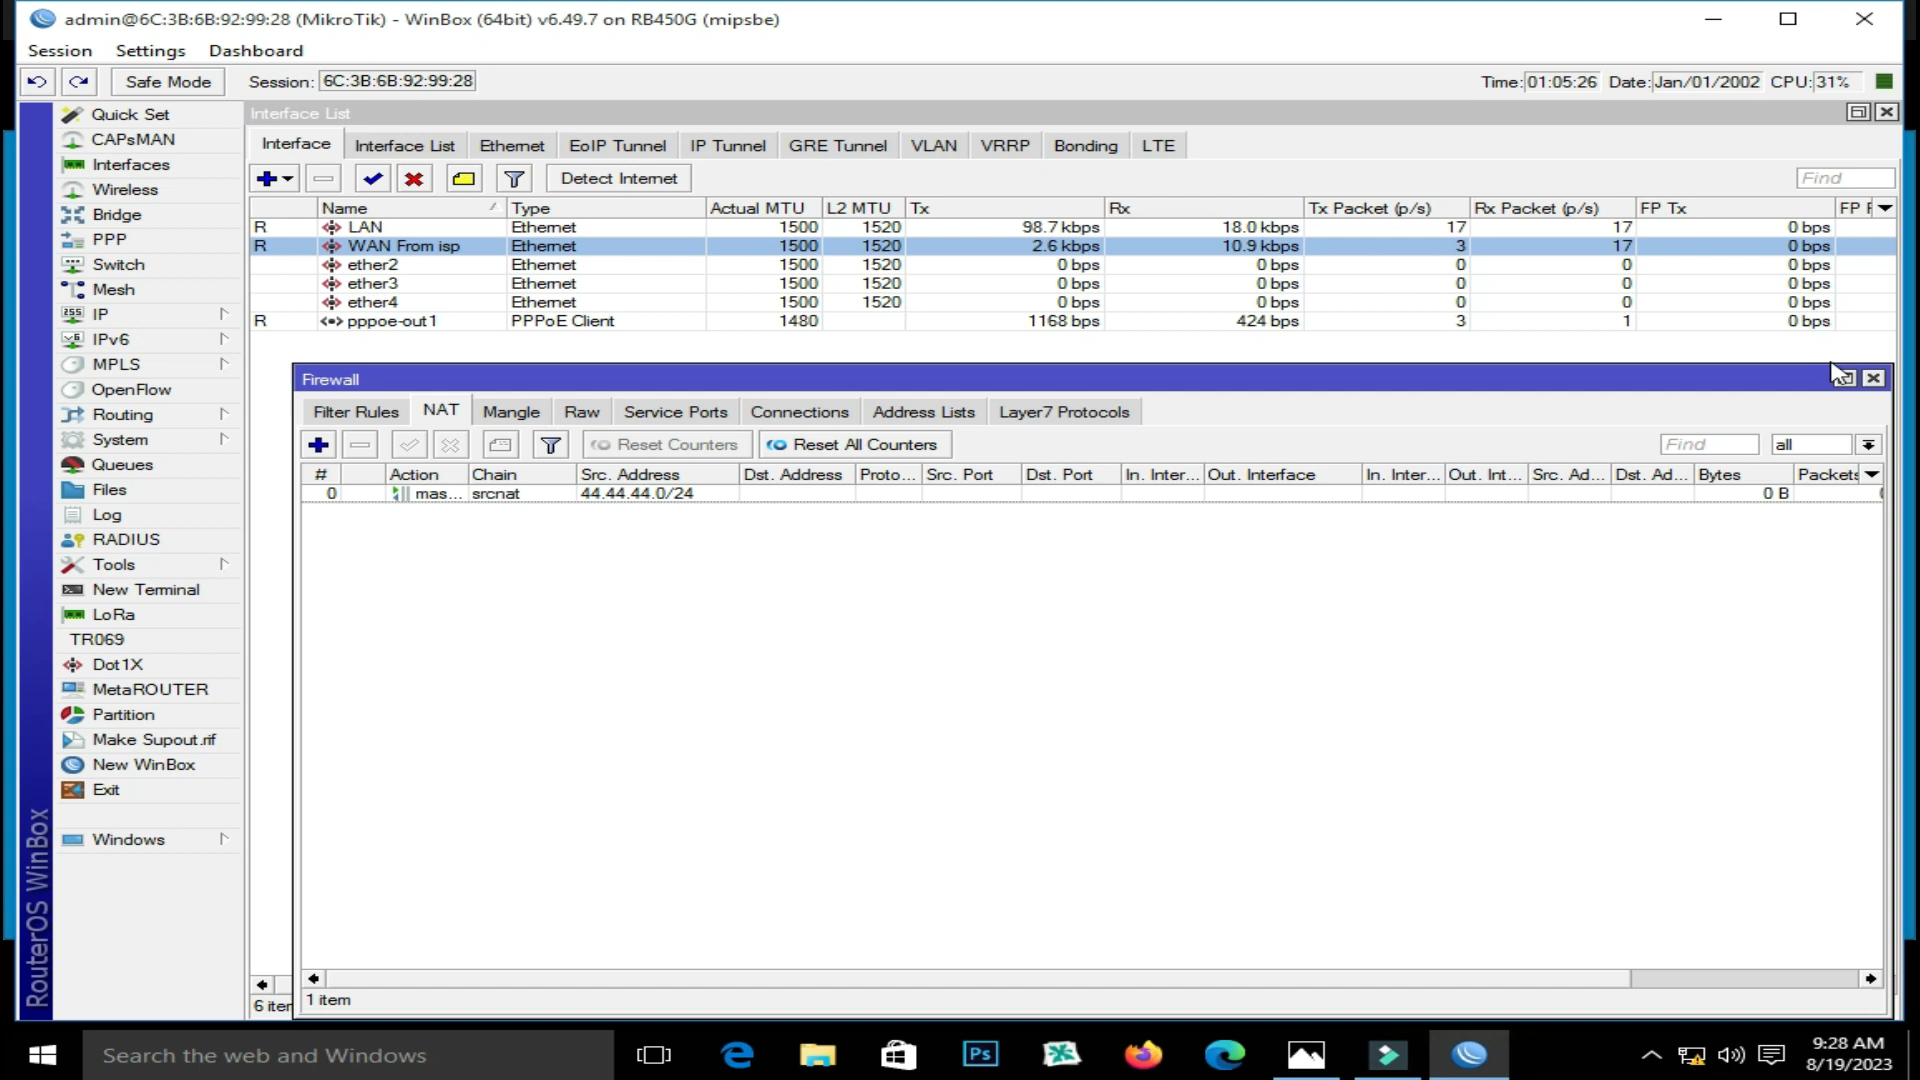 admin@6C:3B:6B:92:99:28 (MikroTik) - WinBox (64bit) v6.49.7 on RB450G (mipsbe)
Session Settings Dashboard
Safe Mode Session: 6C:3B:6B:92:99:28 Time: 01:05:26 Date: Jan/01/2002 CPU: 31%
Quick Set
CAPsMAN
Interfaces
Wireless
Bridge
PPP
Switch
Mesh
IP
IPv6
MPLS
OpenFlow
Routing
System
Queues
Files
Log
RADIUS
Tools
New Terminal
LoRa
TR069
Dot1X
MetaROUTER
Partition
Make Supout.rif
New WinBox
Exit
Windows
RouterOS WinBox
Interface List
Interface Interface List Ethernet EoIP Tunnel IP Tunnel GRE Tunnel VLAN VRRP Bonding LTE
Detect Internet Find
Name Type Actual MTU L2 MTU Tx Rx Tx Packet (p/s) Rx Packet (p/s) FP Tx FP
R LAN Ethernet 1500 1520 98.7 kbps 18.0 kbps 17 17 0 bps
R WAN From isp Ethernet 1500 1520 2.6 kbps 10.9 kbps 3 17 0 bps
ether2 Ethernet 1500 1520 0 bps 0 bps 0 0 0 bps
ether3 Ethernet 1500 1520 0 bps 0 bps 0 0 0 bps
ether4 Ethernet 1500 1520 0 bps 0 bps 0 0 0 bps
R pppoe-out1 PPPoE Client 1480 1168 bps 424 bps 3 1 0 bps
6 iter
Firewall
Filter Rules NAT Mangle Raw Service Ports Connections Address Lists Layer7 Protocols
Reset Counters Reset All Counters Find all
# Action Chain Src. Address Dst. Address Proto... Src. Port Dst. Port In. Inter... Out. Interface In. Inter... Out. Int... Src. Ad... Dst. Ad... Bytes Packets
0 mas... srcnat 44.44.44.0/24 0 B
1 item
Search the web and Windows
Ps
9:28 AM
8/19/2023